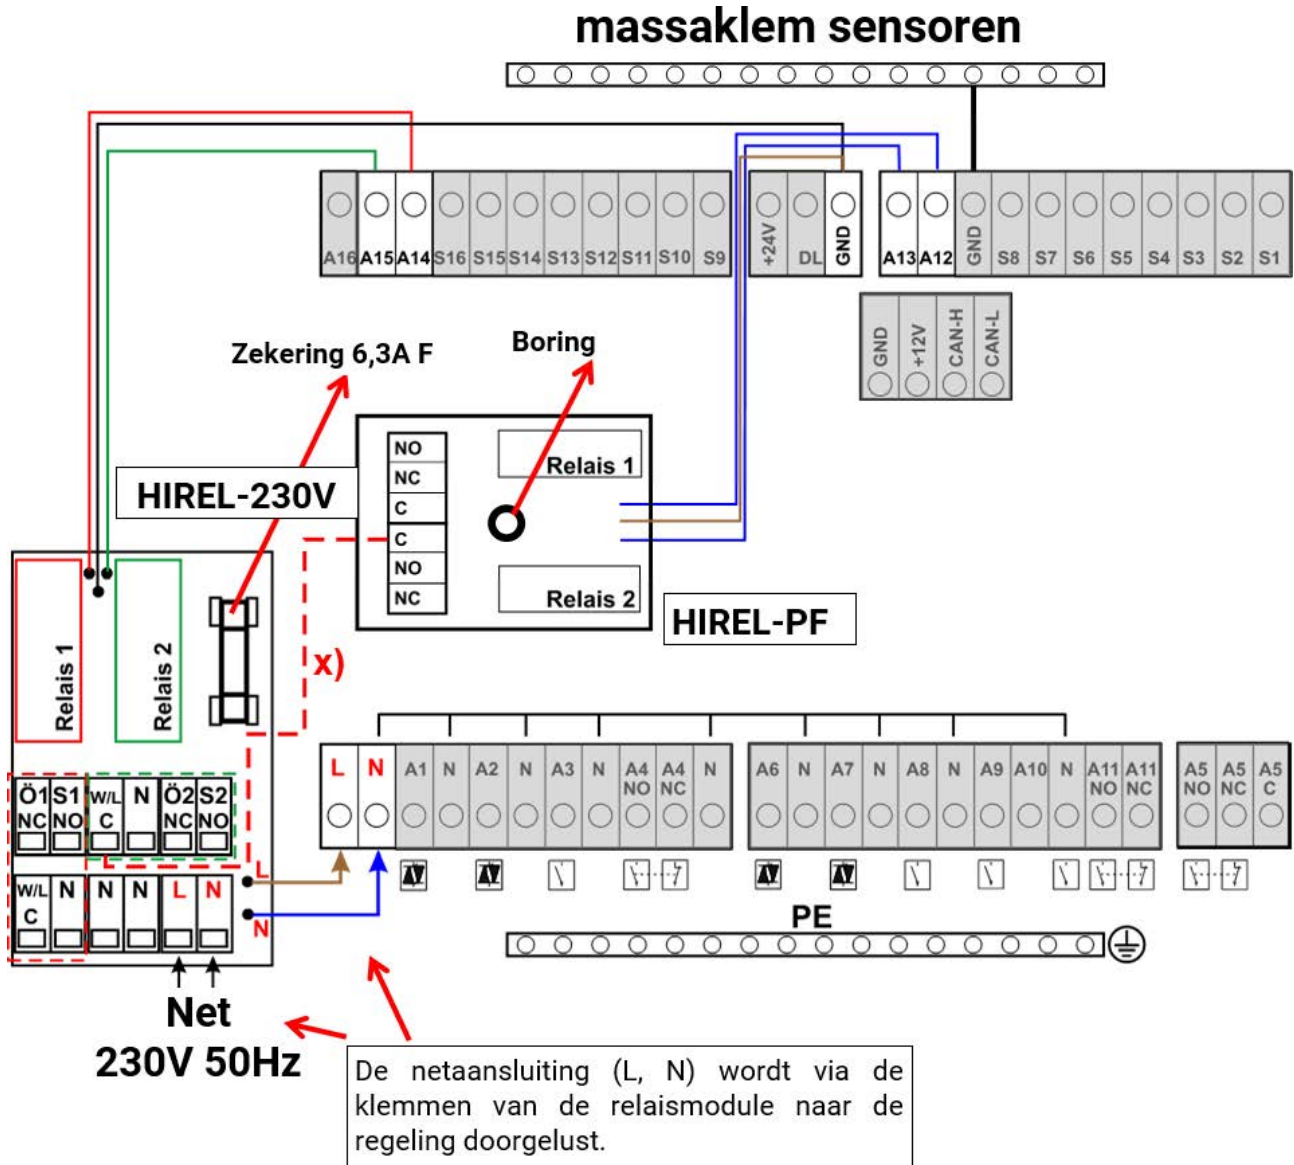 massaklem sensoren
A16 A15 A14 S16 S15 S14 S13 S12 S11 S10 S9
+24V DL GND
A13 A12 GND S8 S7 S6 S5 S4 S3 S2 S1
GND +12V CAN-H CAN-L
Zekering 6,3A F
Boring
HIREL-230V
NO
NC
C
C
NO
NC
Relais 1
Relais 2
HIREL-PF
Relais 1
Relais 2
x)
L N A1 N A2 N A3 N A4 A4 N
NO NC
A6 N A7 N A8 N A9 A10 N A11 A11
NO NC
A5 A5 A5
NO NC C
Ö1 S1 W/L N Ö2 S2
NC NO C NC NO
L
W/L N N N L N
C
N
PE
Net
230V 50Hz
De netaansluiting (L, N) wordt via de
klemmen van de relaismodule naar de
regeling doorgelust.